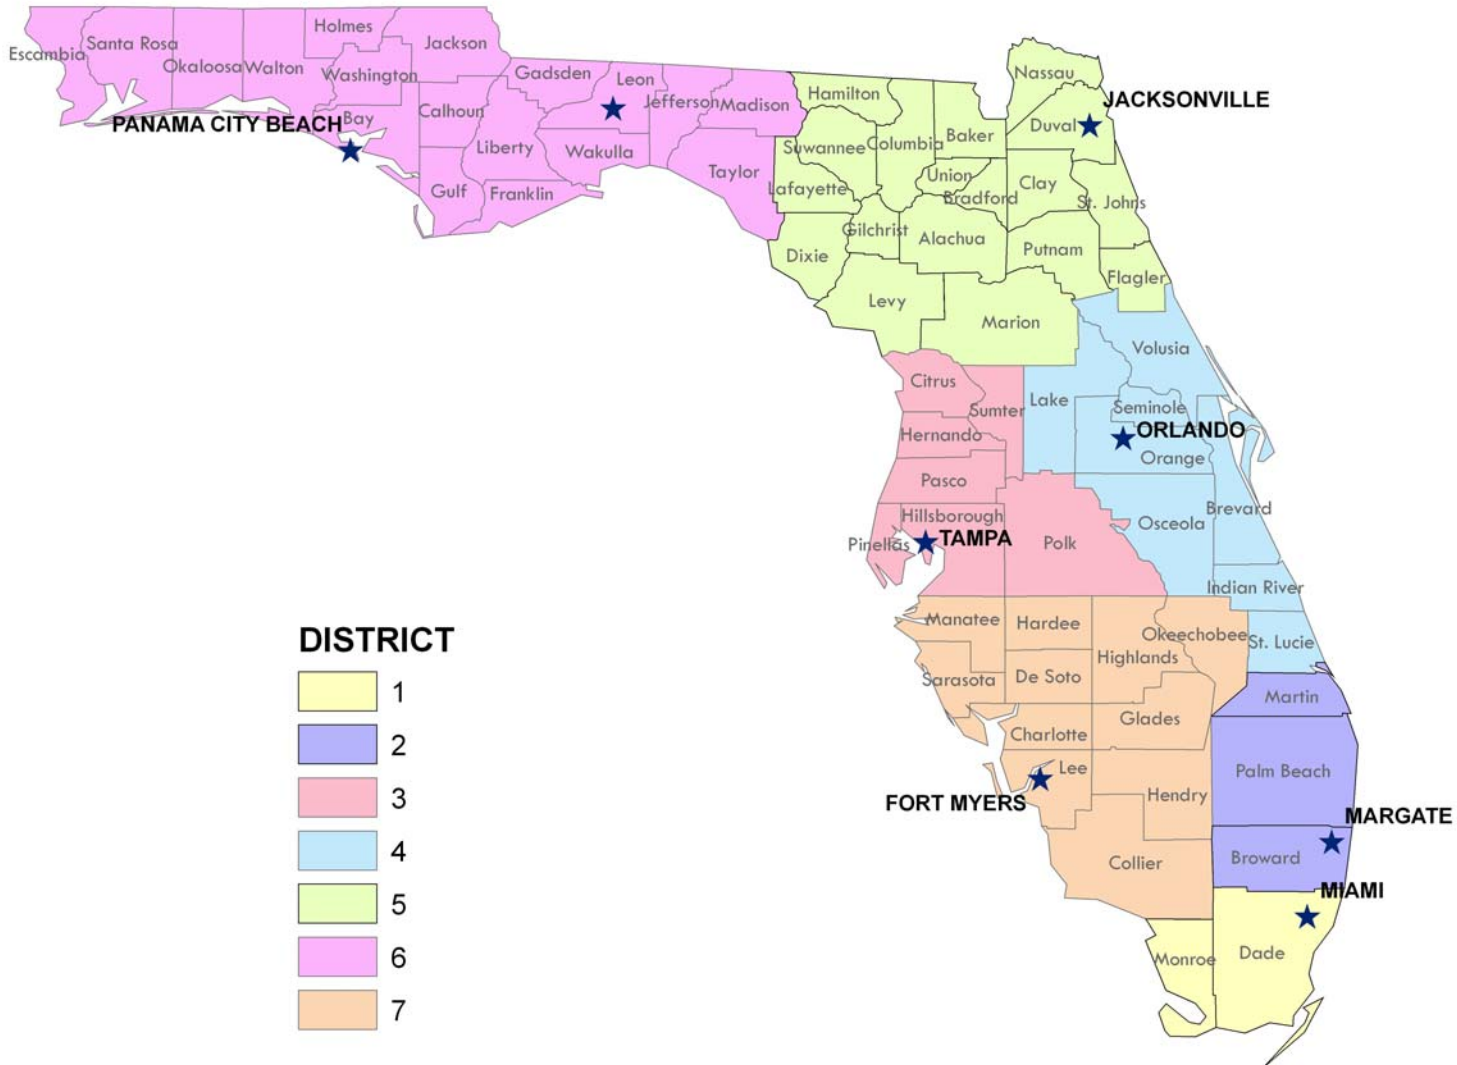 Holmes
Escambia
Santa Rosa
Okaloosa
Walton
Washington
Jackson
Gadsden
Leon
Jefferson
Madison
Calhoun
Bay
PANAMA CITY BEACH
Liberty
Wakulla
Gulf
Franklin
Taylor
Nassau
JACKSONVILLE
Hamilton
Duval
Suwannee
Columbia
Baker
Lafayette
Union
Bradford
Clay
St. Johns
Gilchrist
Alachua
Putnam
Dixie
Flagler
Levy
Marion
Volusia
Citrus
Sumter
Lake
Seminole
ORLANDO
Orange
Hernando
Pasco
Hillsborough
Pinellas
TAMPA
Polk
Osceola
Brevard
Indian River
Manatee
Hardee
Okeechobee
St. Lucie
Highlands
Sarasota
De Soto
Martin
Charlotte
Glades
Palm Beach
Lee
FORT MYERS
Hendry
MARGATE
Collier
Broward
MIAMI
Monroe
Dade
DISTRICT
1
2
3
4
5
6
7